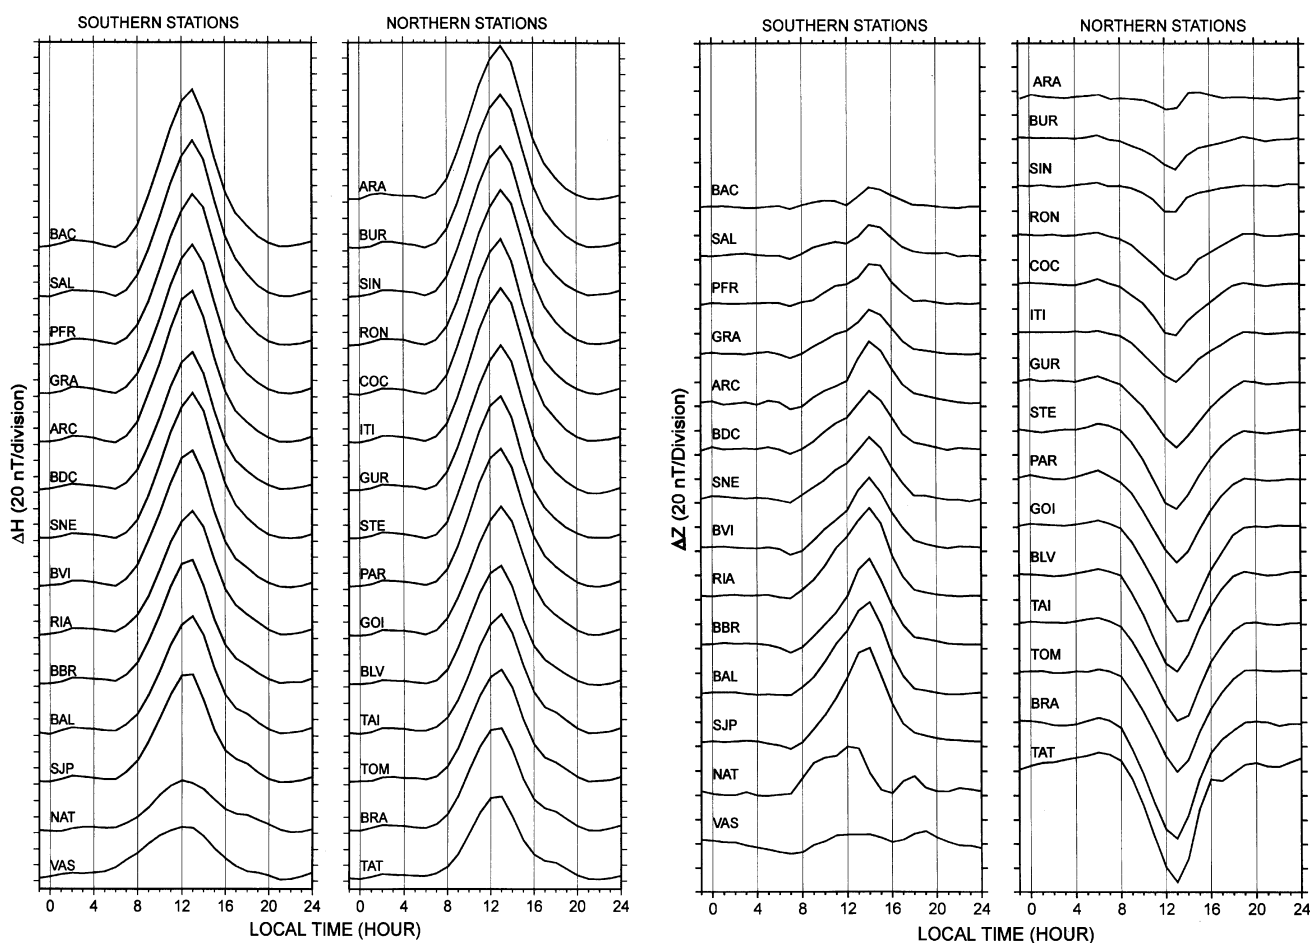 SOUTHERN STATIONS
NORTHERN STATIONS
BAC
SAL
PFR
GRA
ARC
BDC
SNE
BVI
RIA
BBR
BAL
SJP
NAT
VAS
ARA
BUR
SIN
RON
COC
ITI
GUR
STE
PAR
GOI
BLV
TAI
TOM
BRA
TAT
ΔH (20 nT/division)
0 4 8 12 16 20 24
0 4 8 12 16 20 24
LOCAL TIME (HOUR)
SOUTHERN STATIONS
NORTHERN STATIONS
BAC
SAL
PFR
GRA
ARC
BDC
SNE
BVI
RIA
BBR
BAL
SJP
NAT
VAS
ARA
BUR
SIN
RON
COC
ITI
GUR
STE
PAR
GOI
BLV
TAI
TOM
BRA
TAT
ΔZ (20 nT/Division)
0 4 8 12 16 20 24
0 4 8 12 16 20 24
LOCAL TIME (HOUR)